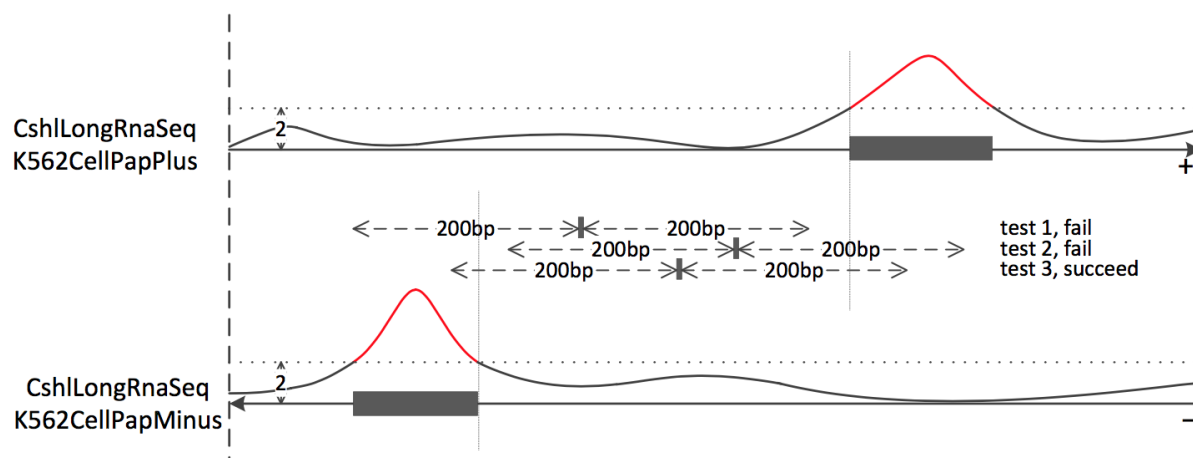 CshlLongRnaSeq
K562CellPapPlus
2
+
200bp 200bp test 1, fail
200bp 200bp test 2, fail
200bp 200bp test 3, succeed
CshlLongRnaSeq
K562CellPapMinus
2
−